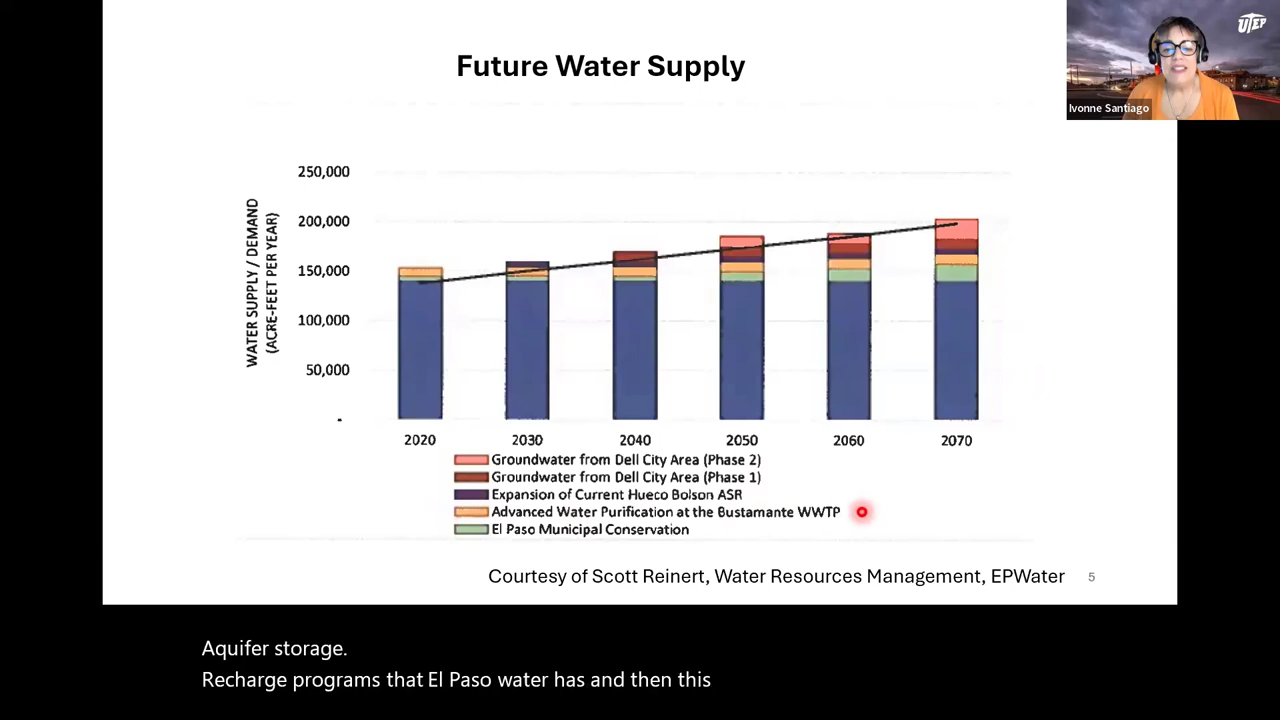 UTEP
Ivonne Santiago
Future Water Supply
WATER SUPPLY / DEMAND
(ACRE-FEET PER YEAR)
250,000
200,000
150,000
100,000
50,000
-
2020 2030 2040 2050 2060 2070
Groundwater from Dell City Area (Phase 2)
Groundwater from Dell City Area (Phase 1)
Expansion of Current Hueco Bolson ASR
Advanced Water Purification at the Bustamante WWTP
El Paso Municipal Conservation
Courtesy of Scott Reinert, Water Resources Management, EPWater 5
Aquifer storage.
Recharge programs that El Paso water has and then this